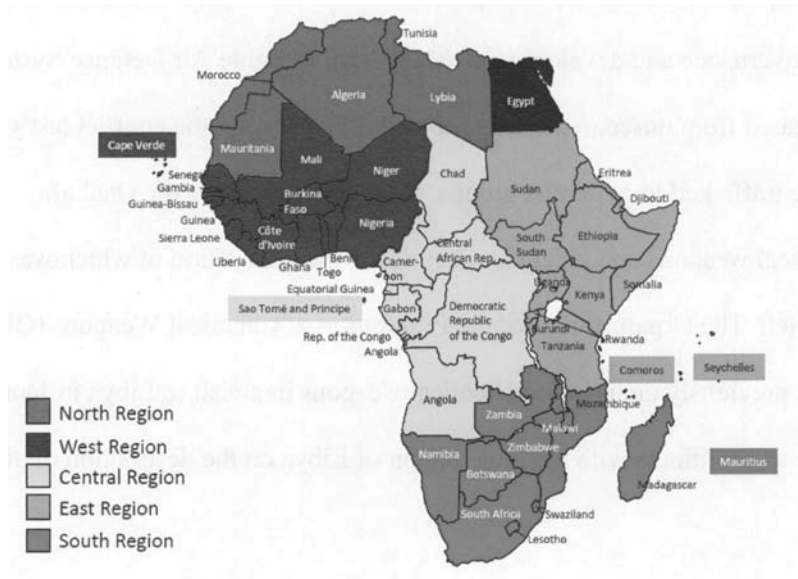 Tunisia
Morocco
Algeria
Lybia
Egypt
Mauritania
Cape Verde
Mali
Niger
Chad
Sudan
Eritrea
Senegal
Gambia
Guinea-Bissau
Burkina
Faso
Djibouti
Guinea
Nigeria
Sierra Leone
Côte
d'Ivoire
South
Sudan
Ethiopia
Central
African Rep.
Liberia
Ghana
Togo
Benin
Camer-
oon
Somalia
Equatorial Guinea
Uganda
Kenya
Sao Tomé and Principe
Gabon
Democratic
Republic
of the Congo
Rep. of the Congo
Burundi
Rwanda
Tanzania
Angola
Comoros
Seychelles
Angola
Zambia
Malawi
Mozambique
North Region
West Region
Central Region
East Region
South Region
Namibia
Zimbabwe
Botswana
Mauritius
Madagascar
South Africa
Swaziland
Lesotho